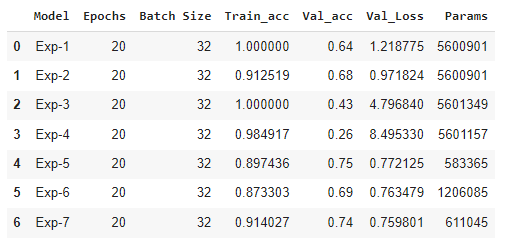 Model Epochs Batch Size Train_acc Val_acc Val_Loss Params
0 Exp-1 20 32 1.000000 0.64 1.218775 5600901
1 Exp-2 20 32 0.912519 0.68 0.971824 5600901
2 Exp-3 20 32 1.000000 0.43 4.796840 5601349
3 Exp-4 20 32 0.984917 0.26 8.495330 5601157
4 Exp-5 20 32 0.897436 0.75 0.772125 583365
5 Exp-6 20 32 0.873303 0.69 0.763479 1206085
6 Exp-7 20 32 0.914027 0.74 0.759801 611045